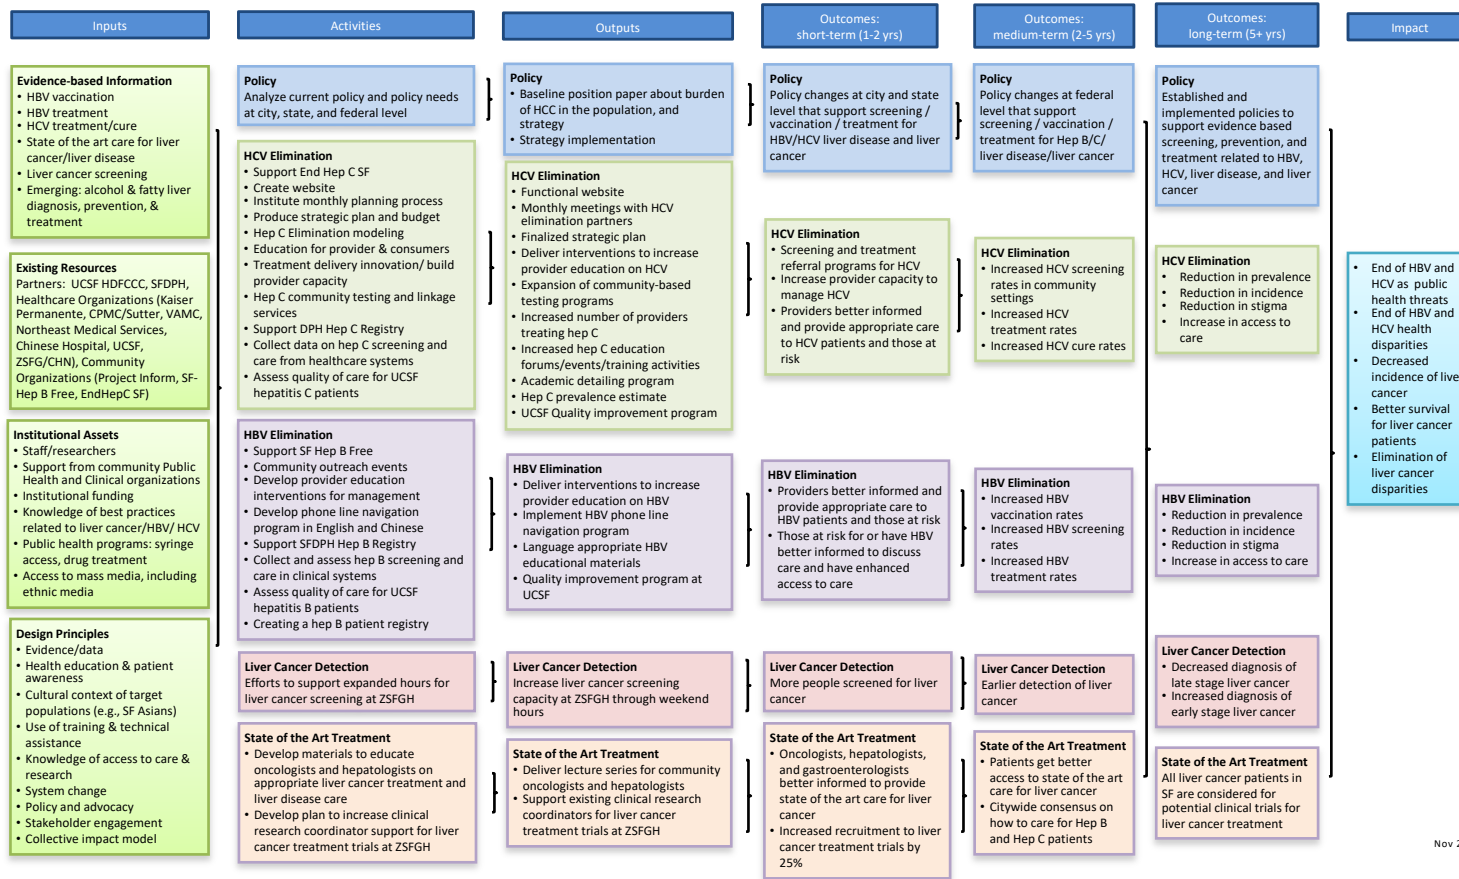 Inputs
Activities
Outputs
Outcomes:
short-term (1-2 yrs)
Outcomes:
medium-term (2-5 yrs)
Outcomes:
long-term (5+ yrs)
Impact
Evidence-based Information
• HBV vaccination
• HBV treatment
• HCV treatment/cure
• State of the art care for liver
cancer/liver disease
• Liver cancer screening
• Emerging: alcohol & fatty liver
diagnosis, prevention, &
treatment
Existing Resources
Partners: UCSF HDFCCC, SFDPH,
Healthcare Organizations (Kaiser
Permanente, CPMC/Sutter, VAMC,
Northeast Medical Services,
Chinese Hospital, UCSF,
ZSFG/CHN), Community
Organizations (Project Inform, SF-
Hep B Free, EndHepC SF)
Institutional Assets
• Staff/researchers
• Support from community Public
Health and Clinical organizations
• Institutional funding
• Knowledge of best practices
related to liver cancer/HBV/ HCV
• Public health programs: syringe
access, drug treatment
• Access to mass media, including
ethnic media
Design Principles
• Evidence/data
• Health education & patient
awareness
• Cultural context of target
populations (e.g., SF Asians)
• Use of training & technical
assistance
• Knowledge of access to care &
research
• System change
• Policy and advocacy
• Stakeholder engagement
• Collective impact model
Policy
Analyze current policy and policy needs
at city, state, and federal level
HCV Elimination
• Support End Hep C SF
• Create website
• Institute monthly planning process
• Produce strategic plan and budget
• Hep C Elimination modeling
• Education for provider & consumers
• Treatment delivery innovation/ build
provider capacity
• Hep C community testing and linkage
services
• Support DPH Hep C Registry
• Collect data on hep C screening and
care from healthcare systems
• Assess quality of care for UCSF
hepatitis C patients
HBV Elimination
• Support SF Hep B Free
• Community outreach events
• Develop provider education
interventions for management
• Develop phone line navigation
program in English and Chinese
• Support SFDPH Hep B Registry
• Collect and assess hep B screening and
care in clinical systems
• Assess quality of care for UCSF
hepatitis B patients
• Creating a hep B patient registry
Liver Cancer Detection
Efforts to support expanded hours for
liver cancer screening at ZSFGH
State of the Art Treatment
• Develop materials to educate
oncologists and hepatologists on
appropriate liver cancer treatment and
liver disease care
• Develop plan to increase clinical
research coordinator support for liver
cancer treatment trials at ZSFGH
Policy
• Baseline position paper about burden
of HCC in the population, and
strategy
• Strategy implementation
HCV Elimination
• Functional website
• Monthly meetings with HCV
elimination partners
• Finalized strategic plan
• Deliver interventions to increase
provider education on HCV
• Expansion of community-based
testing programs
• Increased number of providers
treating hep C
• Increased hep C education
forums/events/training activities
• Academic detailing program
• Hep C prevalence estimate
• UCSF Quality improvement program
HBV Elimination
• Deliver interventions to increase
provider education on HBV
• Implement HBV phone line
navigation program
• Language appropriate HBV
educational materials
• Quality improvement program at
UCSF
Liver Cancer Detection
Increase liver cancer screening
capacity at ZSFGH through weekend
hours
State of the Art Treatment
• Deliver lecture series for community
oncologists and hepatologists
• Support existing clinical research
coordinators for liver cancer
treatment trials at ZSFGH
Policy
Policy changes at city and state
level that support screening /
vaccination / treatment for
HBV/HCV liver disease and liver
cancer
HCV Elimination
• Screening and treatment
referral programs for HCV
• Increase provider capacity to
manage HCV
• Providers better informed
and provide appropriate care
to HCV patients and those at
risk
HBV Elimination
• Providers better informed and
provide appropriate care to
HBV patients and those at risk
• Those at risk for or have HBV
better informed to discuss
care and have enhanced
access to care
Liver Cancer Detection
More people screened for liver
cancer
State of the Art Treatment
• Oncologists, hepatologists,
and gastroenterologists
better informed to provide
state of the art care for liver
cancer
• Increased recruitment to liver
cancer treatment trials by
25%
Policy
Policy changes at federal
level that support
screening / vaccination /
treatment for Hep B/C/
liver disease/liver cancer
HCV Elimination
• Increased HCV screening
rates in community
settings
• Increased HCV
treatment rates
• Increased HCV cure rates
HBV Elimination
• Increased HBV
vaccination rates
• Increased HBV screening
rates
• Increased HBV
treatment rates
Liver Cancer Detection
Earlier detection of liver
cancer
State of the Art Treatment
• Patients get better
access to state of the art
care for liver cancer
• Citywide consensus on
how to care for Hep B
and Hep C patients
Policy
Established and
implemented policies to
support evidence based
screening, prevention, and
treatment related to HBV,
HCV, liver disease, and liver
cancer
HCV Elimination
• Reduction in prevalence
• Reduction in incidence
• Reduction in stigma
• Increase in access to
care
HBV Elimination
• Reduction in prevalence
• Reduction in incidence
• Reduction in stigma
• Increase in access to care
Liver Cancer Detection
• Decreased diagnosis of
late stage liver cancer
• Increased diagnosis of
early stage liver cancer
State of the Art Treatment
All liver cancer patients in
SF are considered for
potential clinical trials for
liver cancer treatment
• End of HBV and
HCV as public
health threats
• End of HBV and
HCV health
disparities
• Decreased
incidence of live
cancer
• Better survival
for liver cancer
patients
• Elimination of
liver cancer
disparities
Nov 2